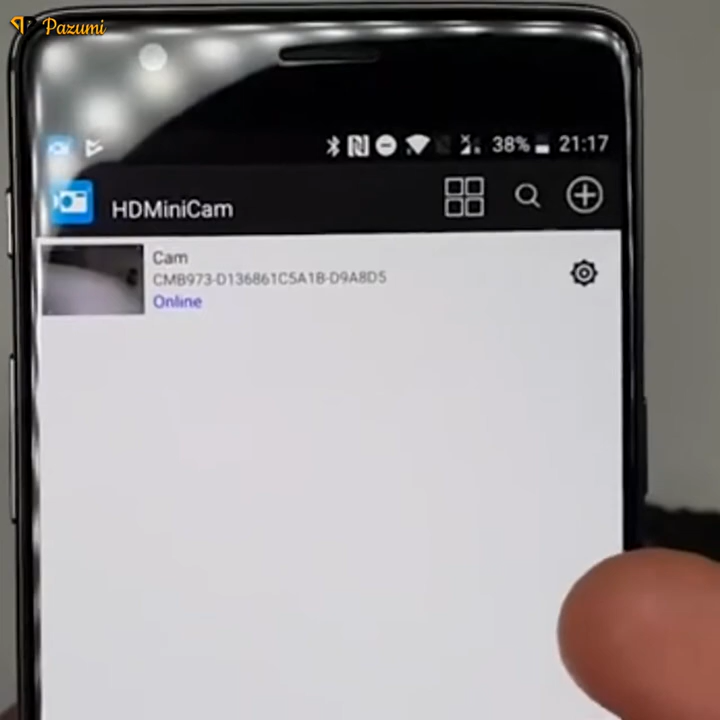 Pazumi
38% 21:17
HDMiniCam
Cam
CMB973-D136861C5A1B-D9A8D5
Online